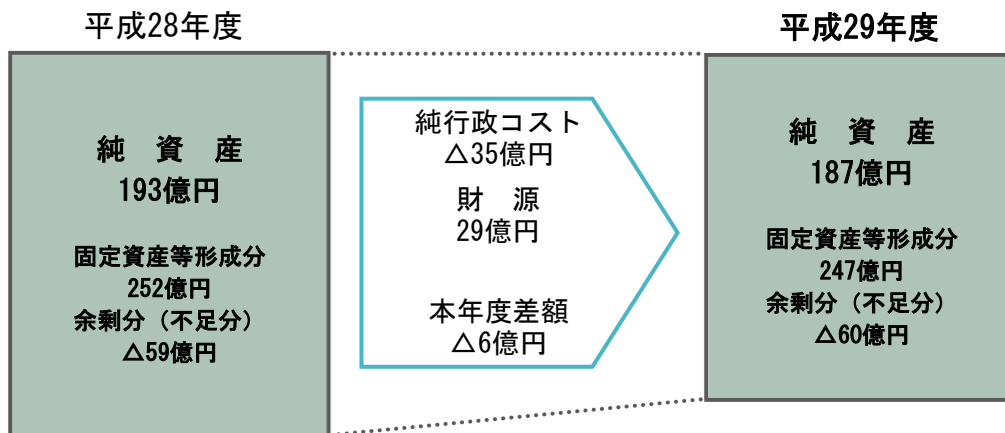 平成28年度
純　資　産
193億円
固定資産等形成分
252億円
余剰分（不足分）
△59億円
純行政コスト
△35億円
財　源
29億円
本年度差額
△6億円
平成29年度
純　資　産
187億円
固定資産等形成分
247億円
余剰分（不足分）
△60億円